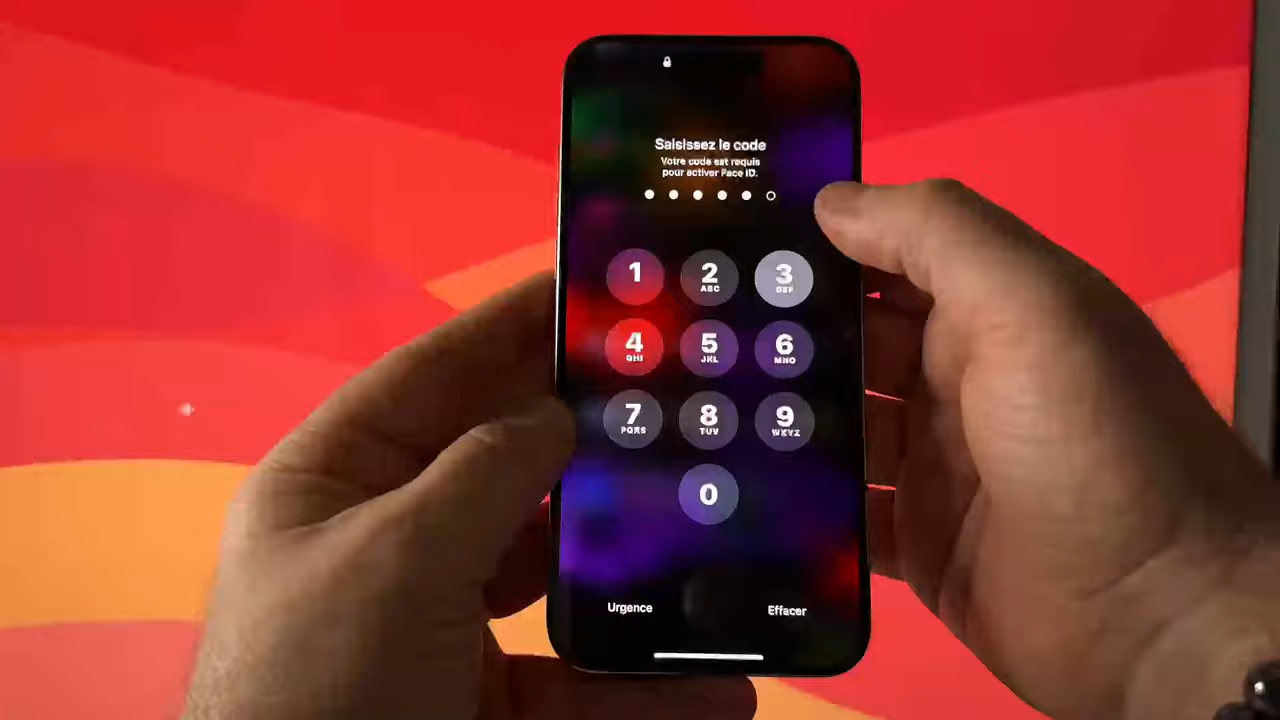 Saisissez le code
Votre code est requis
pour activer Face ID.
1 2 3
ABC DEF
4 5 6
GHI JKL MNO
7 8 9
PQRS TUV WXYZ
0
Urgence Effacer